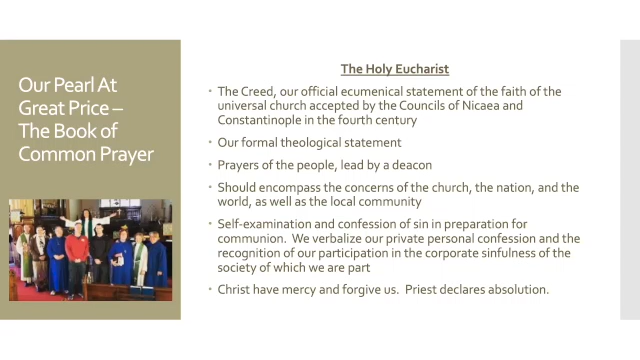 Our Pearl At
Great Price –
The Book of
Common Prayer
The Holy Eucharist
• The Creed, our official ecumenical statement of the faith of the
universal church accepted by the Councils of Nicaea and
Constantinople in the fourth century
• Our formal theological statement
• Prayers of the people, lead by a deacon
• Should encompass the concerns of the church, the nation, and the
world, as well as the local community
• Self-examination and confession of sin in preparation for
communion.  We verbalize our private personal confession and the
recognition of our participation in the corporate sinfulness of the
society of which we are part
• Christ have mercy and forgive us.  Priest declares absolution.